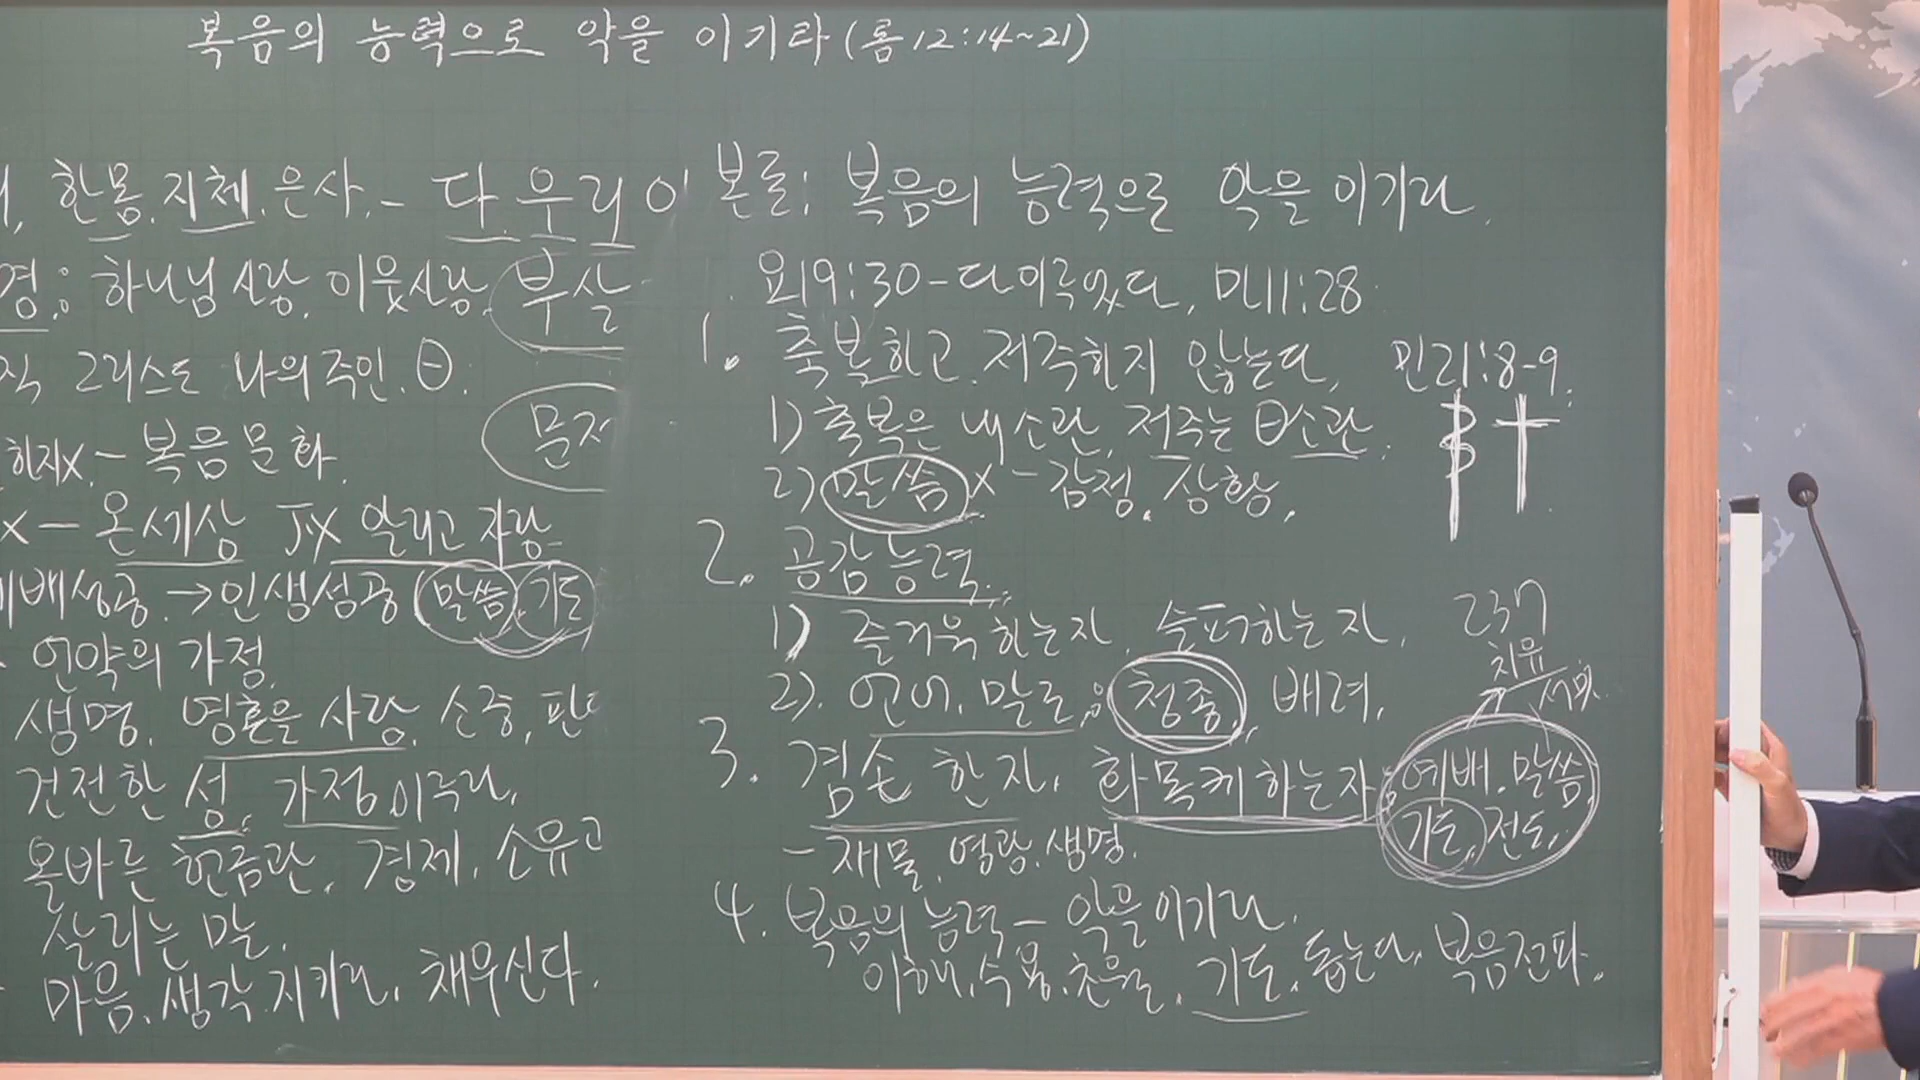 복음의 능력으로 악을 이기라 (롬12:14~21)
한몸. 지체. 은사. - 다. 우리
하나님 사랑. 이웃사랑. 부살
그리스도 나의 주인. Θ.
- 복음문화. 문저
x - 온세상 알리고 자랑
배성공. → 인생성공 (말씀. 기도
언약의 가정.
생명. 영혼을 사랑.
건전한 성. 가정 이루라.
올바른 헌금관. 경제. 소유
살리는 말.
마음. 생각 지키라. 채우신다.
본론: 복음의 능력으로 악을 이기라.
요19:30 - 다 이루었다, 마11:28
1. 축복하고 저주하지 않는다. 민21:8-9.
1) 축복은 내소관, 저주는 Θ소관.
2) 말씀 x - 감정. 상황.
2. 공감능력.
1) 즐거워하는자, 슬퍼하는 자. 237
치유
2). 언어. 말로, 청종, 배려.
3. 겸손한 자. 화목케하는자: 예배. 말씀.
기도, 전도.
- 재물. 영광. 생명.
4. 복음의 능력 - 악을 이기라.
이해. 수용. 초월. 기도. 돕는다. 복음전파.